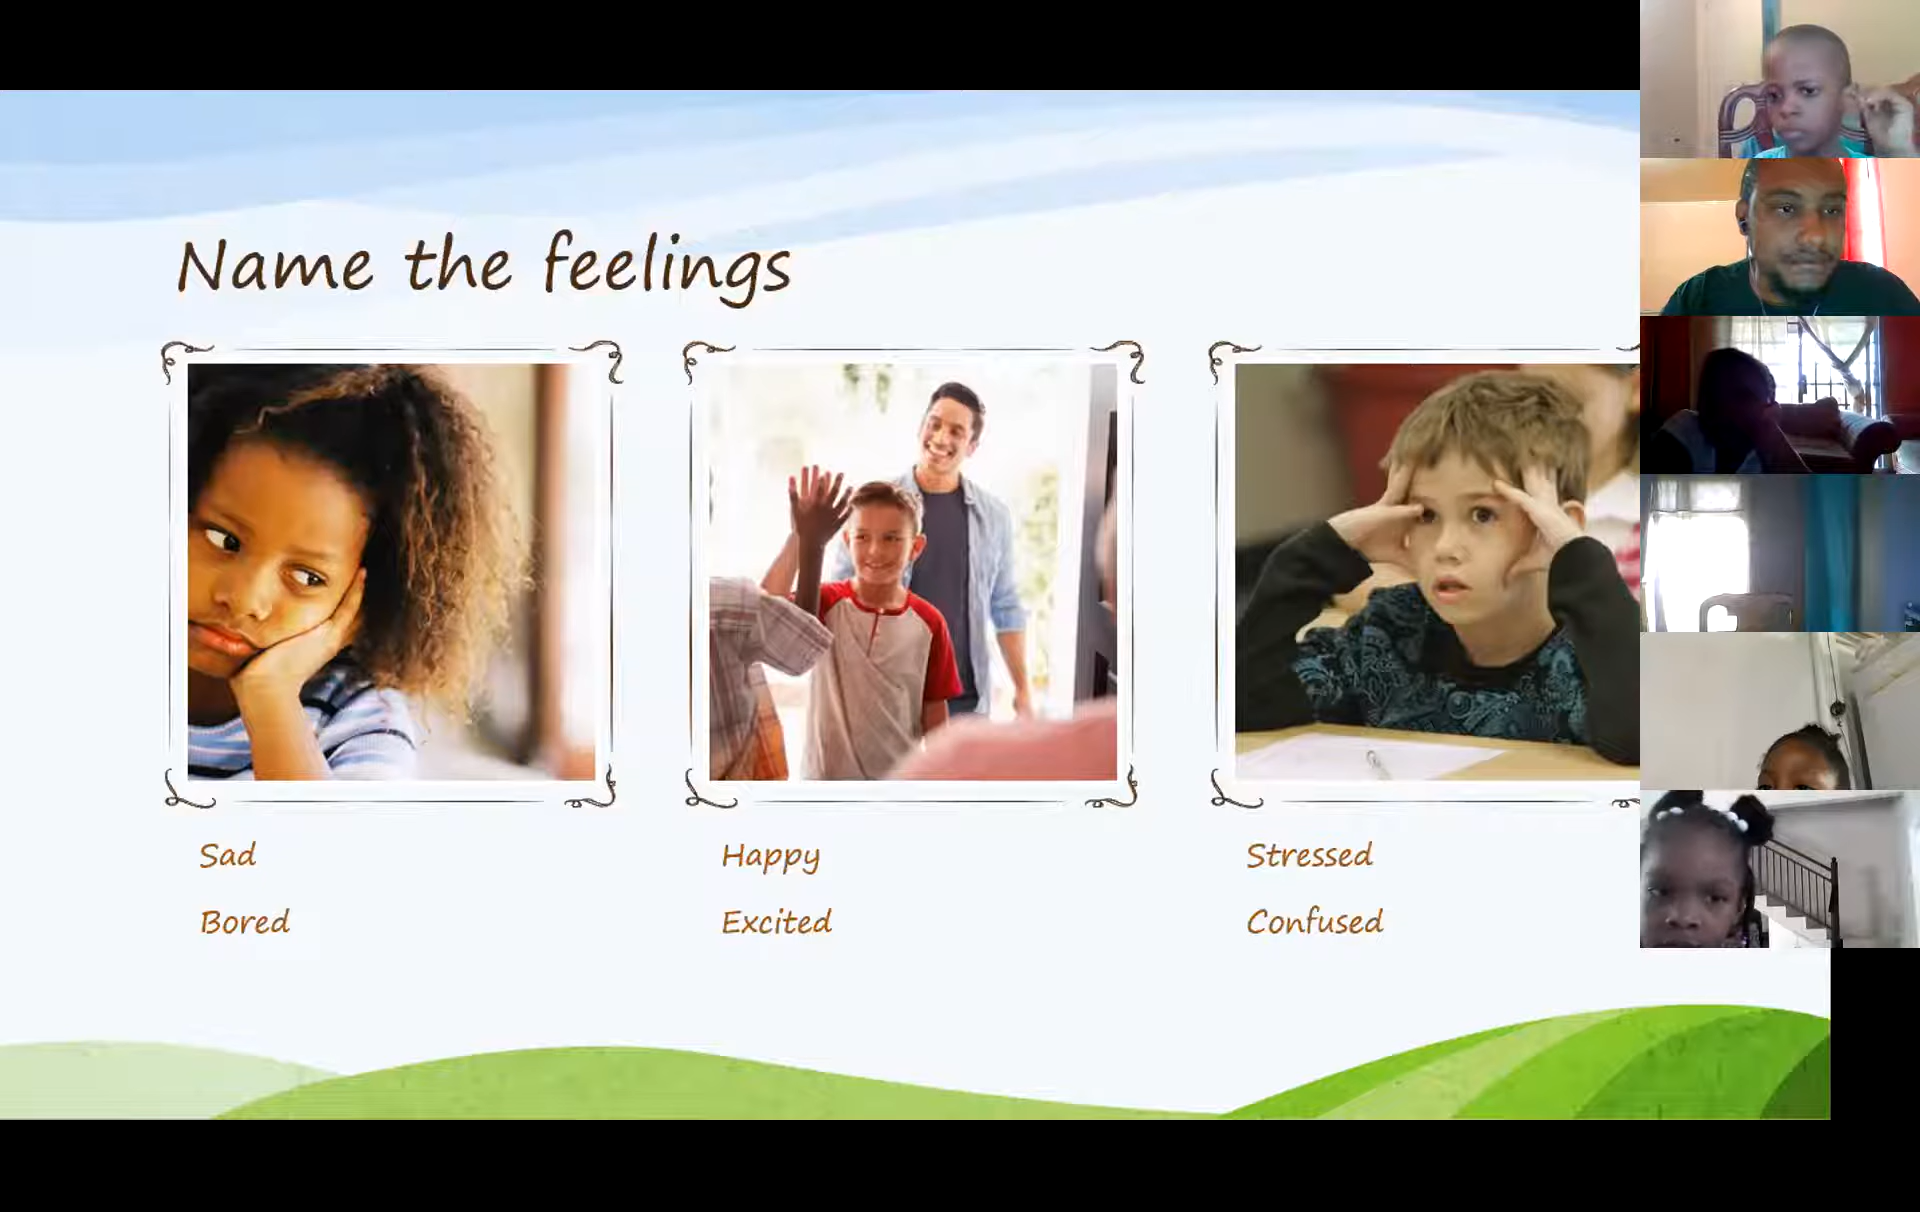 Name the feelings
Sad
Bored
Happy
Excited
Stressed
Confused